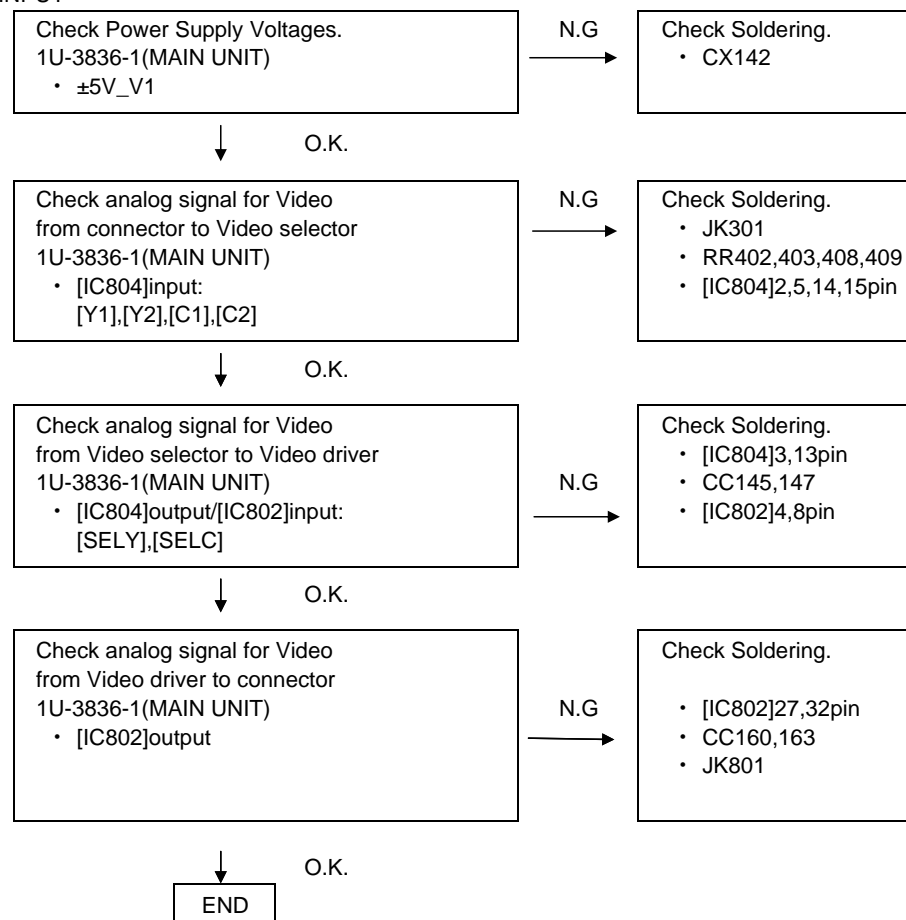 Check Power Supply Voltages.
1U-3836-1(MAIN UNIT)
・ ±5V_V1
N.G
Check Soldering.
・ CX142
O.K.
Check analog signal for Video
from connector to Video selector
1U-3836-1(MAIN UNIT)
・ [IC804]input:
[Y1],[Y2],[C1],[C2]
N.G
Check Soldering.
・ JK301
・ RR402,403,408,409
・ [IC804]2,5,14,15pin
O.K.
Check analog signal for Video
from Video selector to Video driver
1U-3836-1(MAIN UNIT)
・ [IC804]output/[IC802]input:
[SELY],[SELC]
N.G
Check Soldering.
・ [IC804]3,13pin
・ CC145,147
・ [IC802]4,8pin
O.K.
Check analog signal for Video
from Video driver to connector
1U-3836-1(MAIN UNIT)
・ [IC802]output
N.G
Check Soldering.
・ [IC802]27,32pin
・ CC160,163
・ JK801
O.K.
END